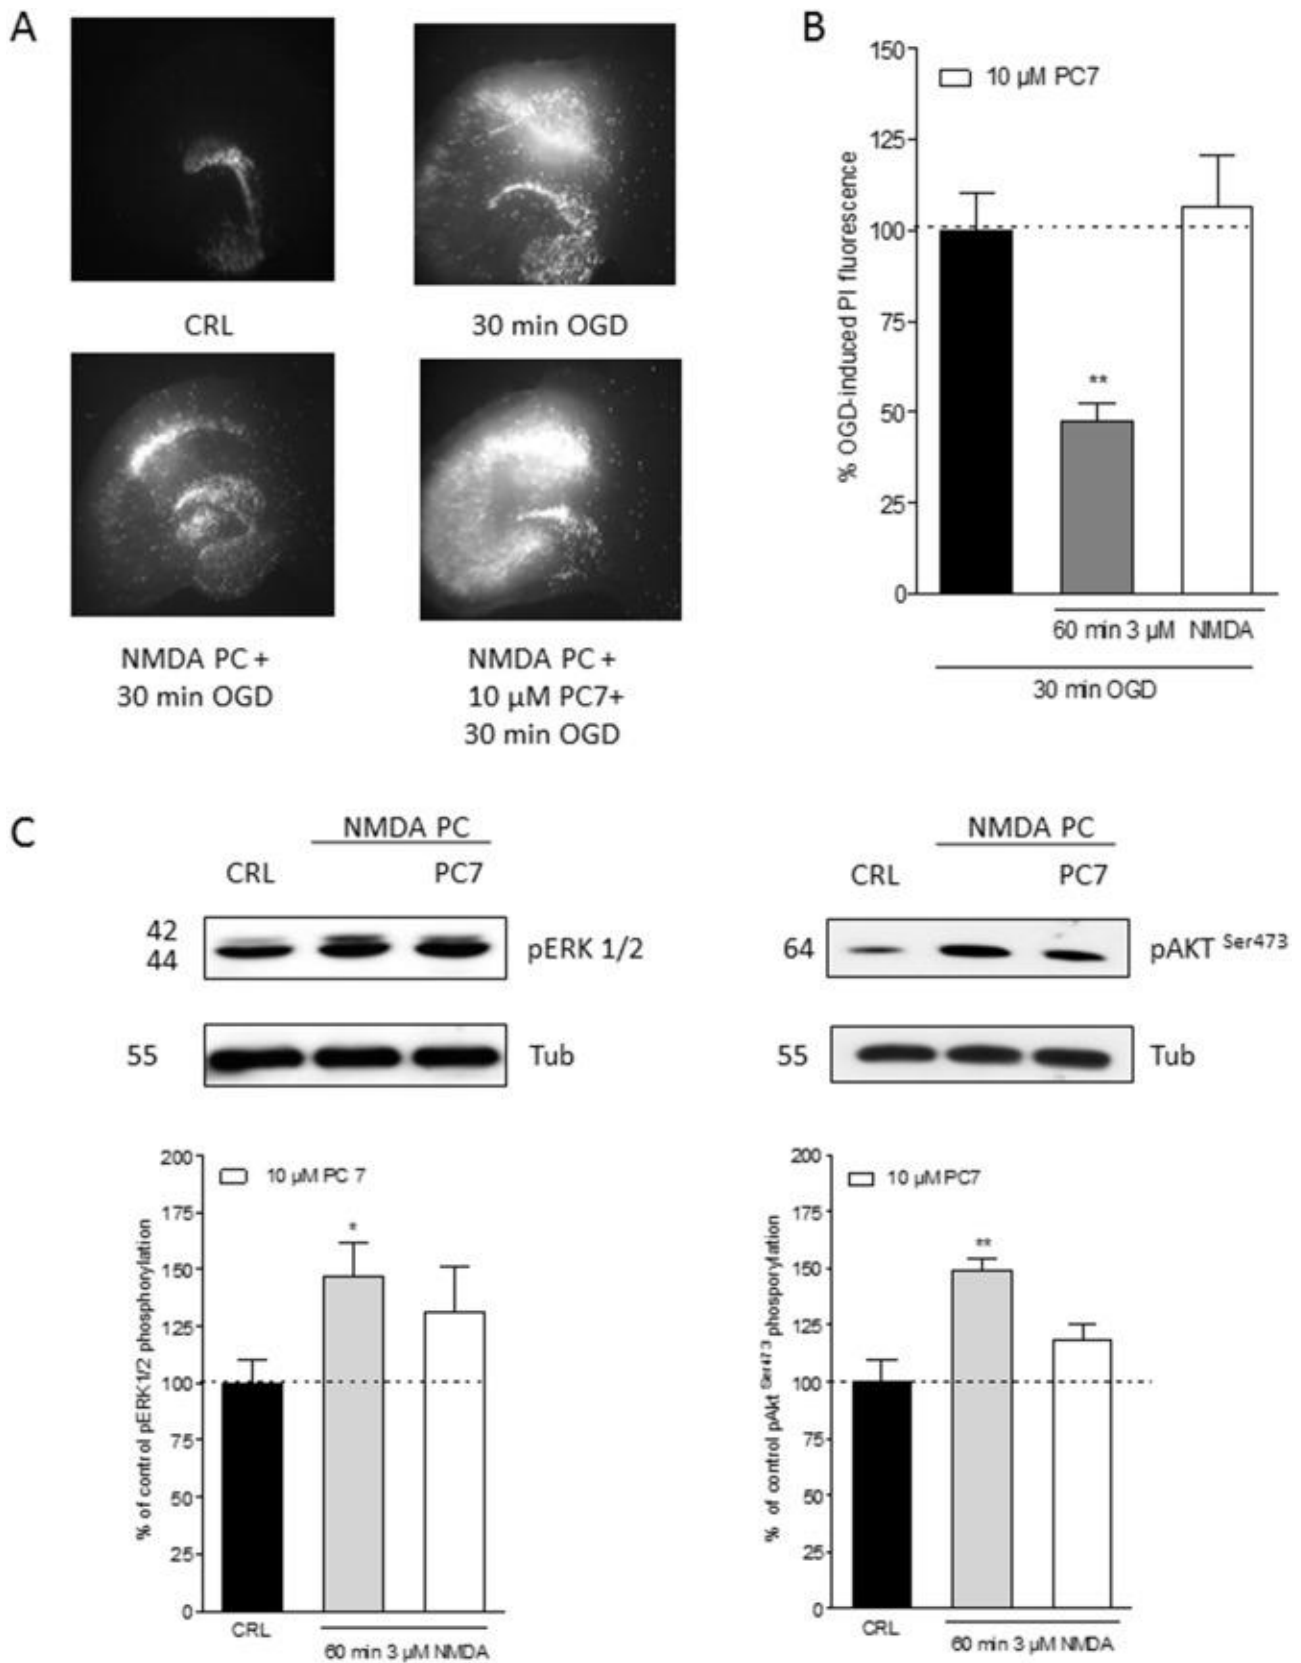 A
CRL
30 min OGD
NMDA PC +
30 min OGD
NMDA PC +
10 µM PC7+
30 min OGD
B
150
125
100
75
50
25
0
% OGD-induced PI fluorescence
10 µM PC7
**
60 min 3 µM NMDA
30 min OGD
C
NMDA PC
CRL PC7
42
44
pERK 1/2
55 Tub
200
175
150
125
100
75
50
25
0
% of control pERK1/2 phosphorylation
10 µM PC 7
*
CRL
60 min 3 µM NMDA
NMDA PC
CRL PC7
64 pAKT Ser473
55 Tub
200
175
150
125
100
75
50
25
0
% of control pAkt Ser473 phosporylation
10 µM PC7
**
CRL
60 min 3 µM NMDA